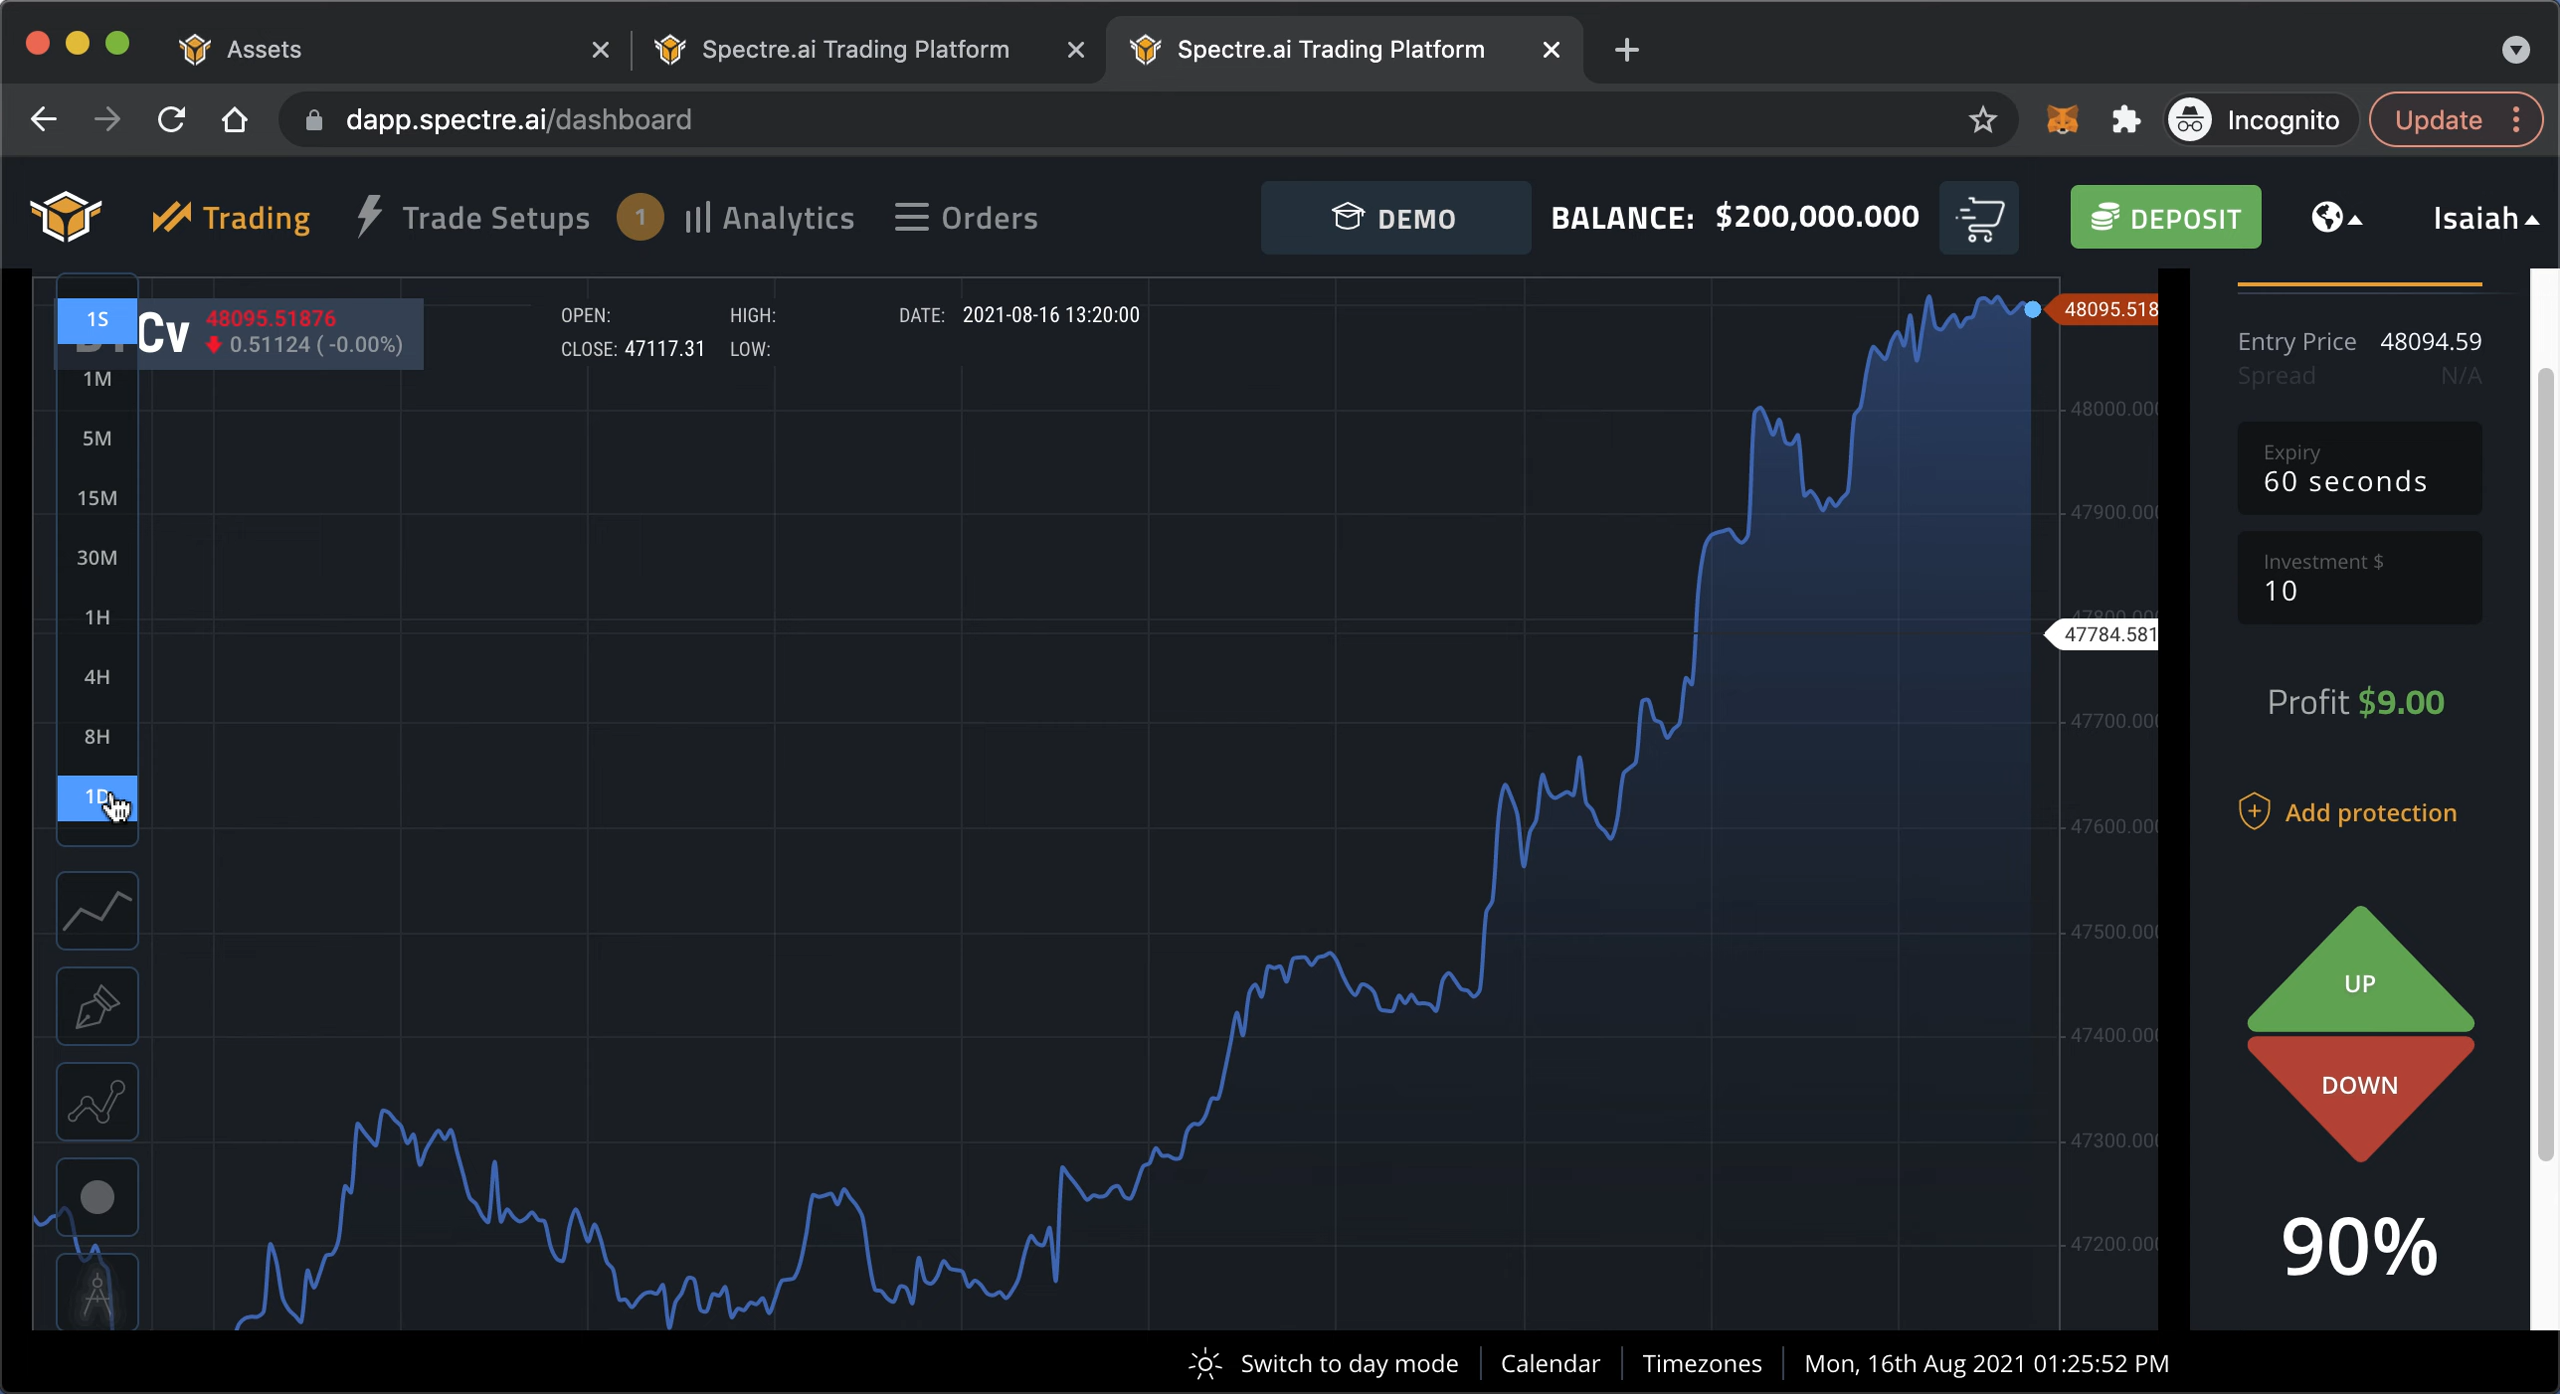 Assets
Spectre.ai Trading Platform
Spectre.ai Trading Platform
dapp.spectre.ai/dashboard
Incognito
Update
Trading
Trade Setups
1
Analytics
Orders
DEMO
BALANCE: $200,000.000
DEPOSIT
Isaiah
1S
Cv
48095.51876
0.51124 ( -0.00%)
OPEN:
HIGH:
DATE: 2021-08-16 13:20:00
CLOSE: 47117.31
LOW:
1M
5M
15M
30M
1H
4H
8H
1D
48095.518
48000.000
47900.000
47784.581
47700.000
47600.000
47500.000
47400.000
47300.000
47200.000
Entry Price 48094.59
Spread N/A
Expiry
60 seconds
Investment $
10
Profit $9.00
Add protection
UP
DOWN
90%
Switch to day mode
Calendar
Timezones
Mon, 16th Aug 2021 01:25:52 PM